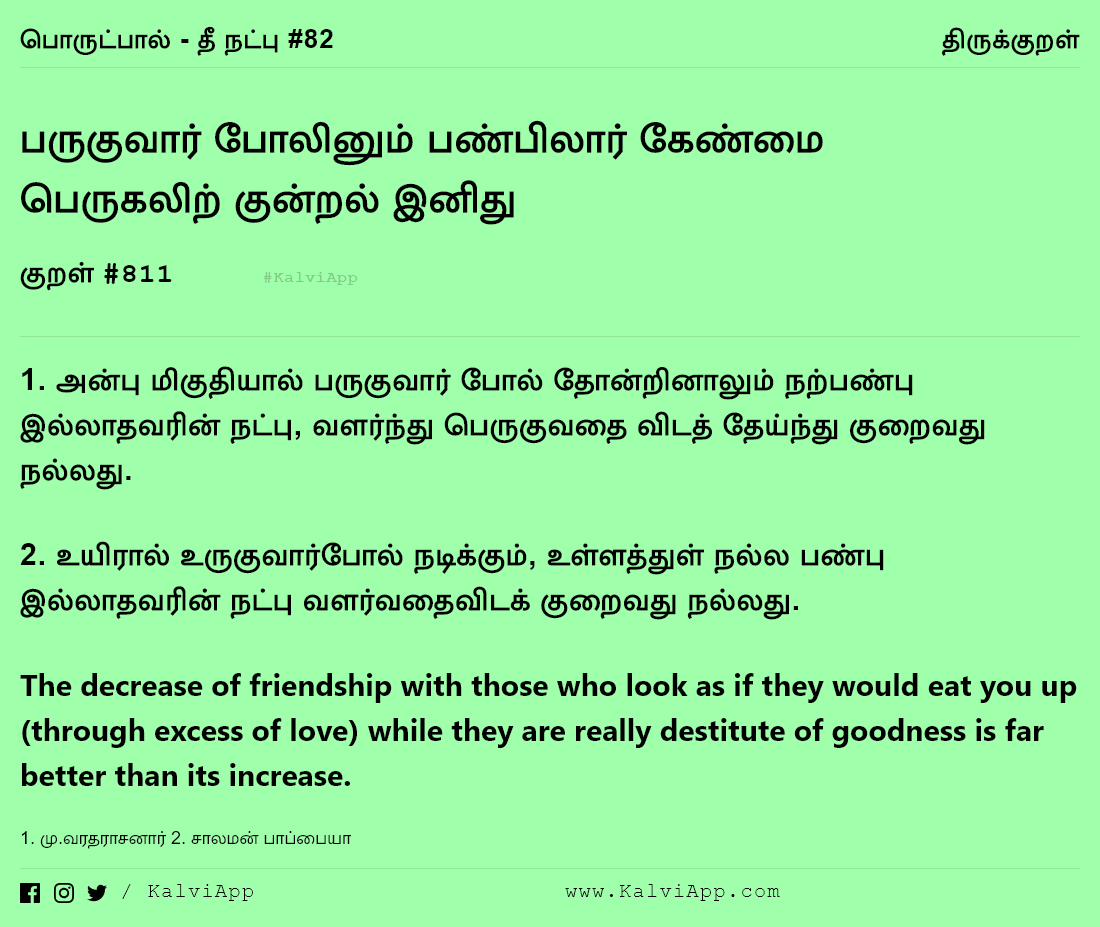 பொருட்பால் - தீ நட்பு #82 திருக்குறள்
பருகுவார் போலினும் பண்பிலார் கேண்மை
பெருகலிற் குன்றல் இனிது
குறள் #811 #KalviApp
1. அன்பு மிகுதியால் பருகுவார் போல் தோன்றினாலும் நற்பண்பு
இல்லாதவரின் நட்பு, வளர்ந்து பெருகுவதை விடத் தேய்ந்து குறைவது
நல்லது.
2. உயிரால் உருகுவார்போல் நடிக்கும், உள்ளத்துள் நல்ல பண்பு
இல்லாதவரின் நட்பு வளர்வதைவிடக் குறைவது நல்லது.
The decrease of friendship with those who look as if they would eat you up
(through excess of love) while they are really destitute of goodness is far
better than its increase.
1. மு.வரதராசனார் 2. சாலமன் பாப்பையா
/ KalviApp www.KalviApp.com